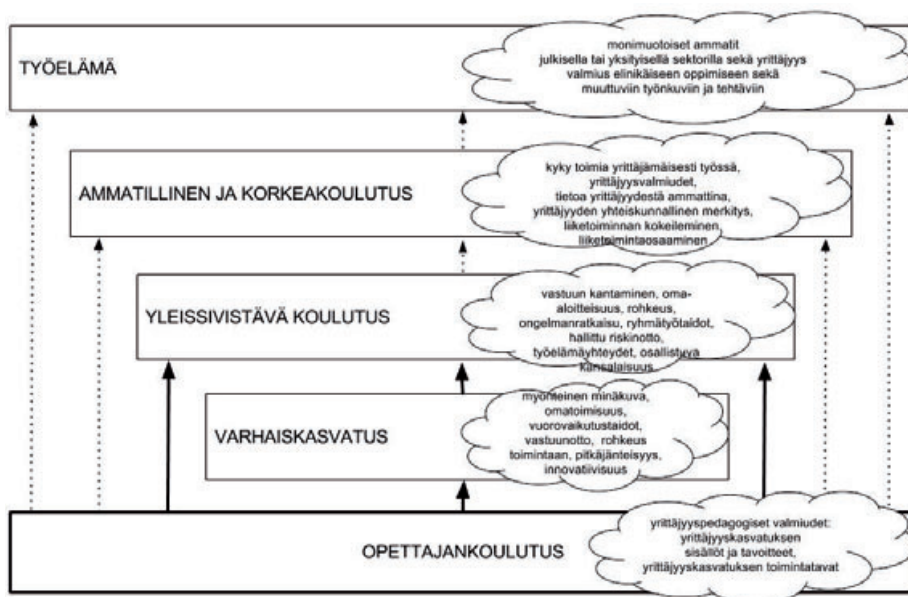 TYÖELÄMÄ
monimuotoiset ammatit
julkisella tai yksityisellä sektorilla sekä yrittäjyys
valmius elinikäiseen oppimiseen sekä
muuttuviin työnkuviin ja tehtäviin
AMMATILLINEN JA KORKEAKOULUTUS
kyky toimia yrittäjämäisesti työssä,
yrittäjyysvalmiudet,
tietoa yrittäjyydestä ammattina,
yrittäjyyden yhteiskunnallinen merkitys,
liiketoiminnan kokeileminen,
liiketoimintaosaaminen
YLEISSIVISTÄVÄ KOULUTUS
vastuun kantaminen, oma-
aloitteisuus, rohkeus,
ongelmanratkaisu, ryhmätyötaidot,
hallittu riskinotto,
työelämäyhteydet, osallistuva
kansalaisuus
VARHAISKASVATUS
myönteinen minäkuva,
omatoimisuus,
vuorovaikutustaidot,
vastuunotto, rohkeus
toimintaan, pitkäjänteisyys,
innovatiivisuus
OPETTAJANKOULUTUS
yrittäjyyspedagogiset valmiudet:
yrittäjyyskasvatuksen
sisällöt ja tavoitteet,
yrittäjyyskasvatuksen toimintatavat